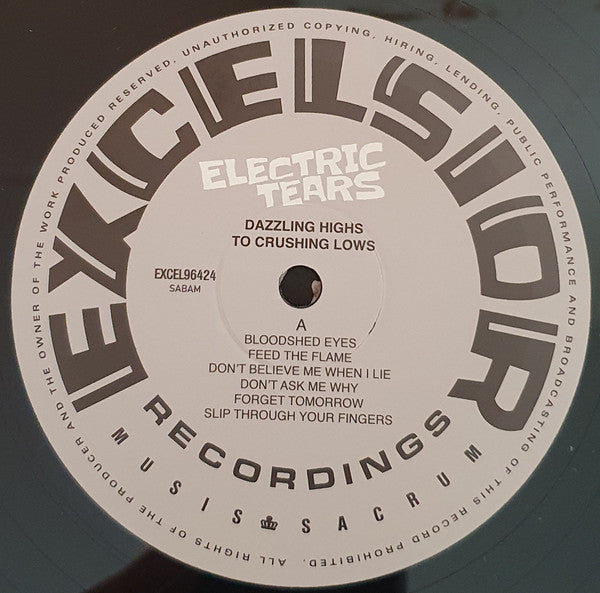 EXCELSIOR
ELECTRIC
TEARS
DAZZLING HIGHS
TO CRUSHING LOWS
EXCEL96424
SABAM
A
BLOODSHED EYES
FEED THE FLAME
DON'T BELIEVE ME WHEN I LIE
DON'T ASK ME WHY
FORGET TOMORROW
SLIP THROUGH YOUR FINGERS
RECORDINGS
MUSIS SACRUM
ALL RIGHTS OF THE PRODUCER AND THE OWNER OF THE WORK PRODUCED RESERVED. UNAUTHORIZED COPYING, HIRING, LENDING, PUBLIC PERFORMANCE AND BROADCASTING OF THIS RECORD PROHIBITED.